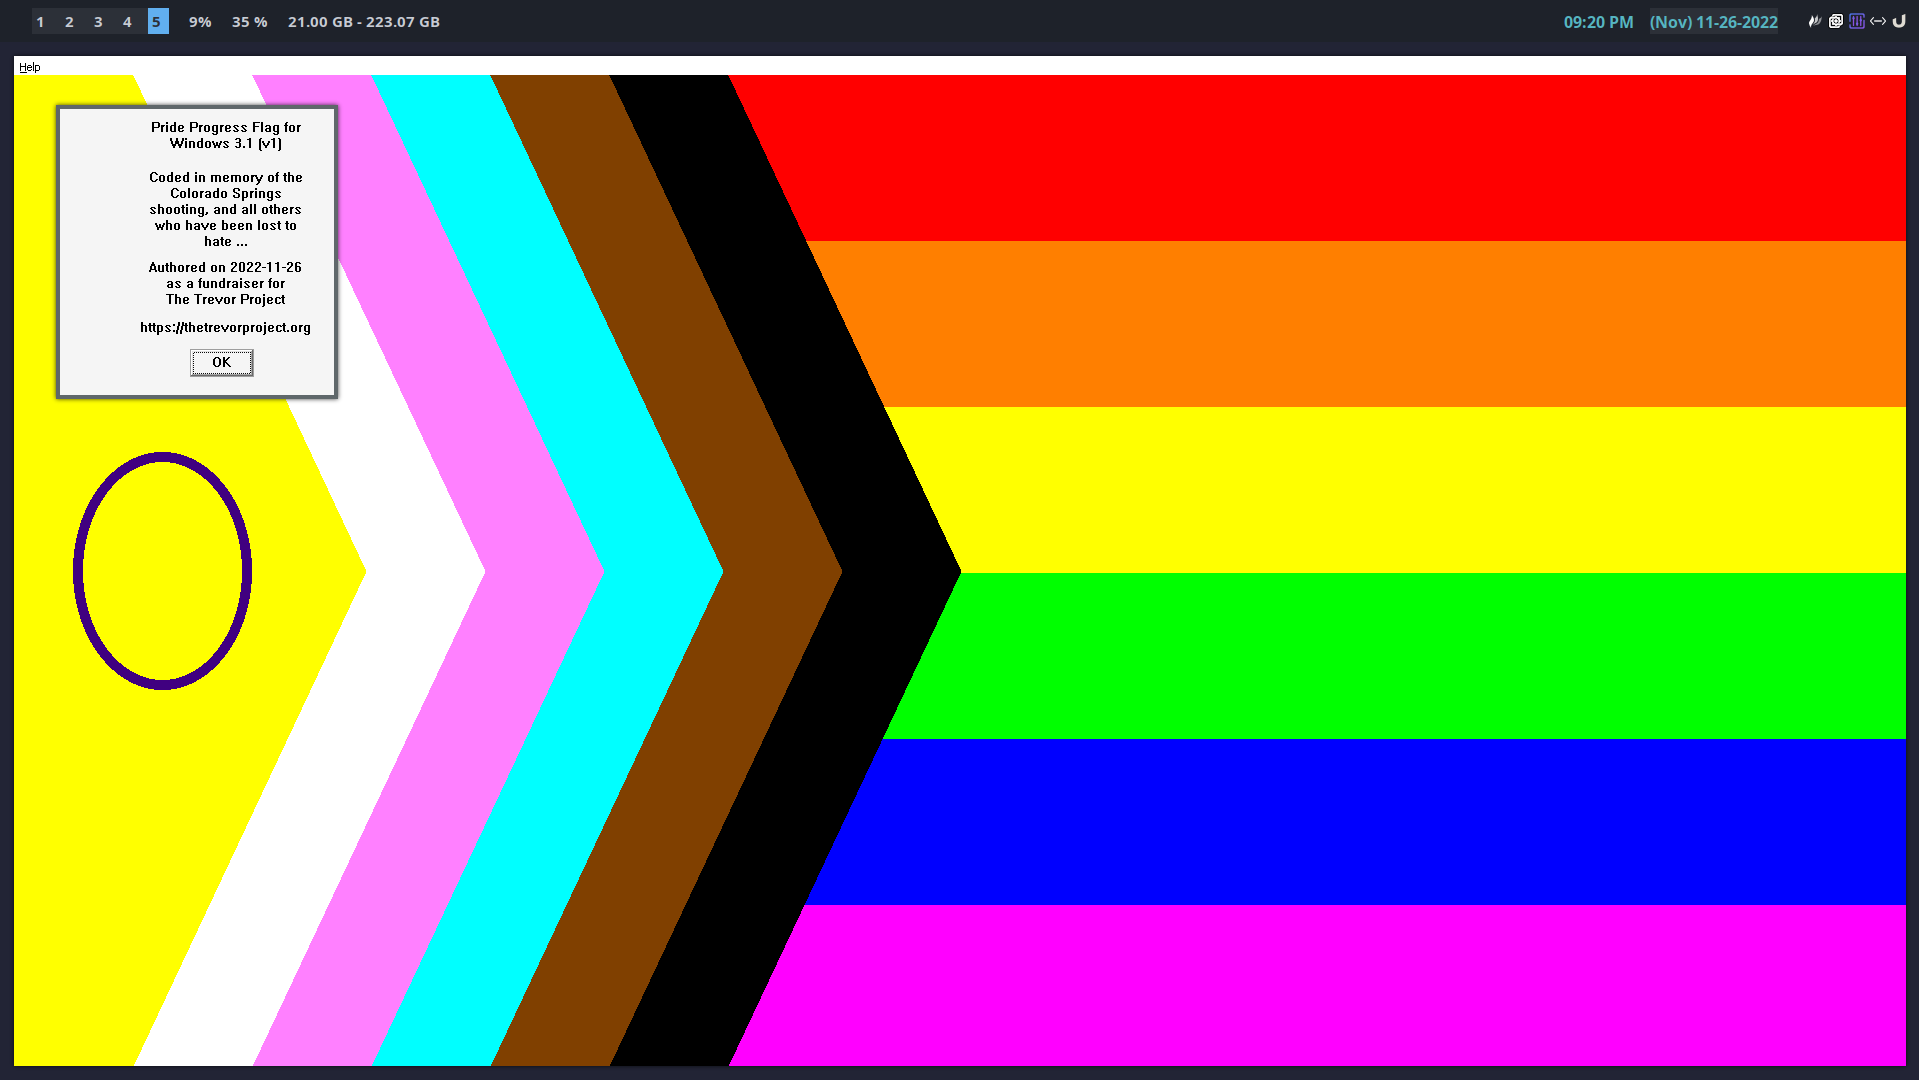 1 2 3 4 5 9% 35 % 21.00 GB - 223.07 GB 09:20 PM (Nov) 11-26-2022
Help
Pride Progress Flag for
Windows 3.1 (v1)
Coded in memory of the
Colorado Springs
shooting, and all others
who have been lost to
hate ...
Authored on 2022-11-26
as a fundraiser for
The Trevor Project
https://thetrevorproject.org
OK